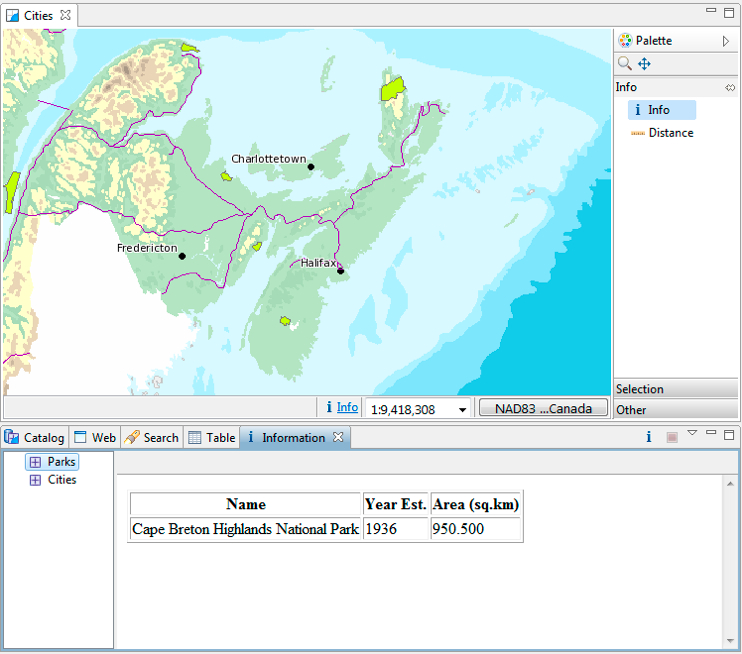 Cities
Palette
Info
Info
Distance
Charlottetown
Fredericton
Halifax
Selection
Info 1:9,418,308 NAD83 ...Canada
Other
Catalog Web Search Table Information
Parks
Cities
Name Year Est. Area (sq.km)
Cape Breton Highlands National Park 1936 950.500